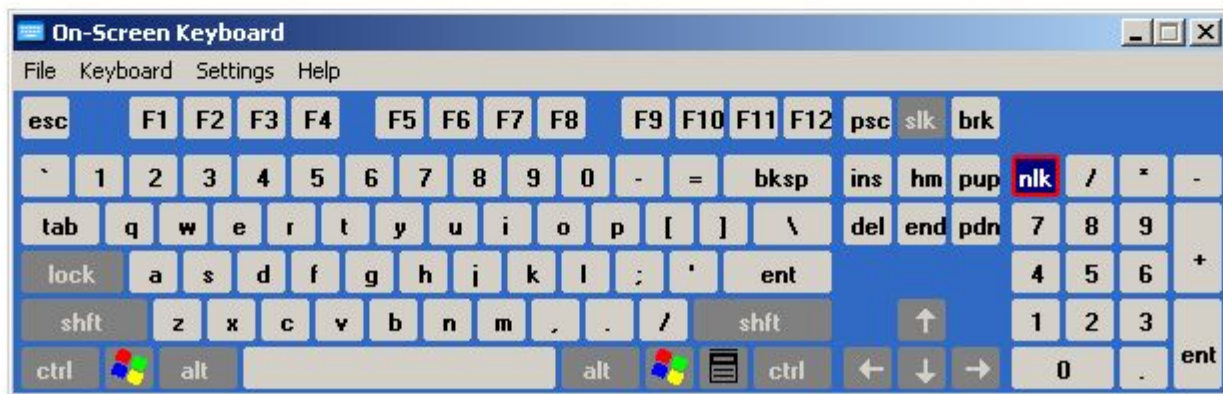 On-Screen Keyboard
File Keyboard Settings Help
esc F1 F2 F3 F4 F5 F6 F7 F8 F9 F10 F11 F12 psc slk brk
` 1 2 3 4 5 6 7 8 9 0 - = bksp ins hm pup nlk / * -
tab q w e r t y u i o p [ ] \ del end pdn 7 8 9 +
lock a s d f g h j k l ; ' ent 4 5 6
shft z x c v b n m , . / shft ↑ 1 2 3 ent
ctrl alt alt ctrl ← ↓ → 0 .